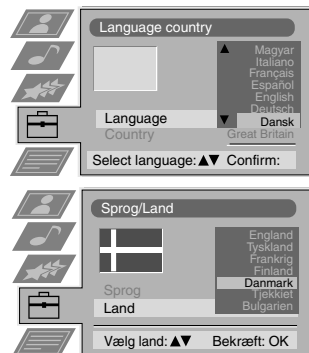 Language country
Magyar
Italiano
Français
Español
English
Deutsch
Language Dansk
Country Great Britain
Select language: ▲▼ Confirm:
Sprog/Land
England
Tyskland
Frankrig
Finland
Sprog Danmark
Tjekkiet
Land Bulgarien
Vælg land: ▲▼ Bekræft: OK